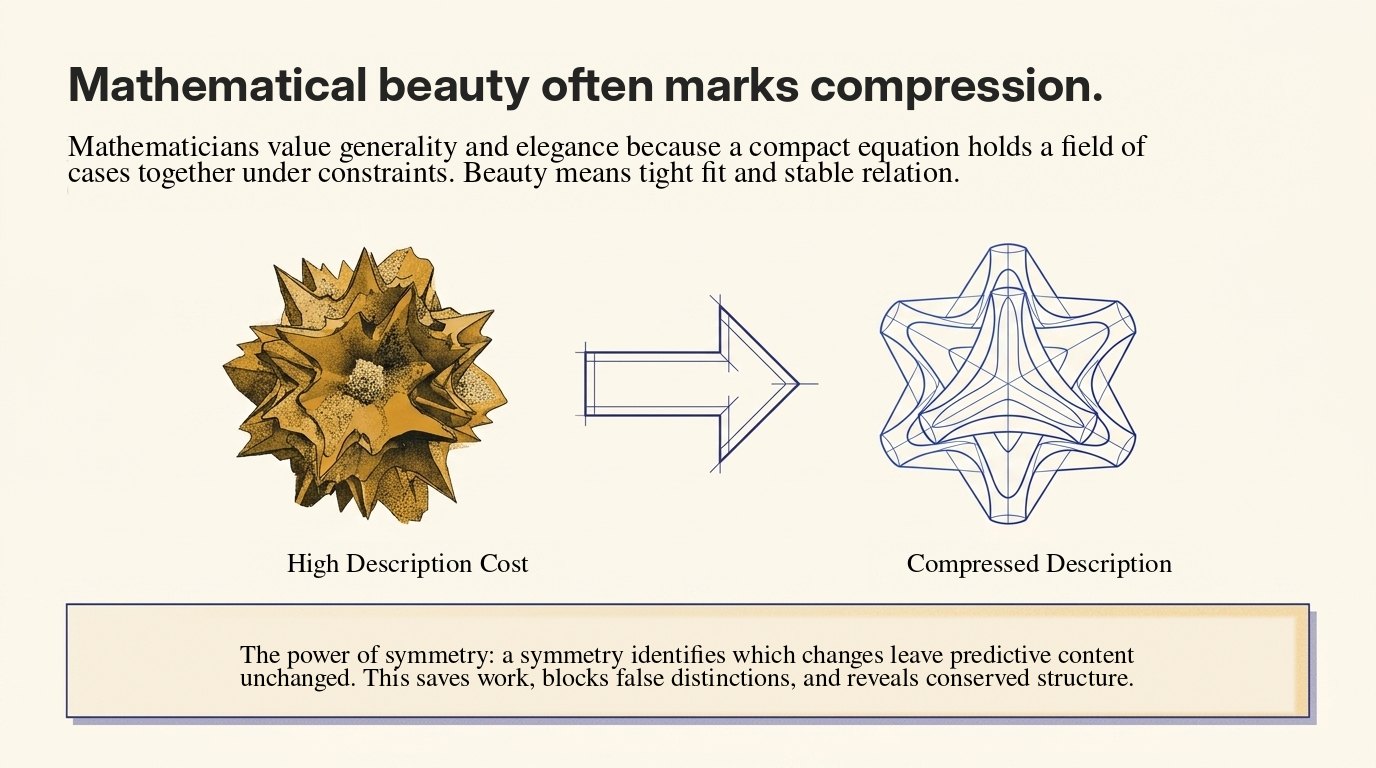 Mathematical beauty often marks compression.
Mathematicians value generality and elegance because a compact equation holds a field of
cases together under constraints. Beauty means tight fit and stable relation.
High Description Cost
Compressed Description
The power of symmetry: a symmetry identifies which changes leave predictive content
unchanged. This saves work, blocks false distinctions, and reveals conserved structure.